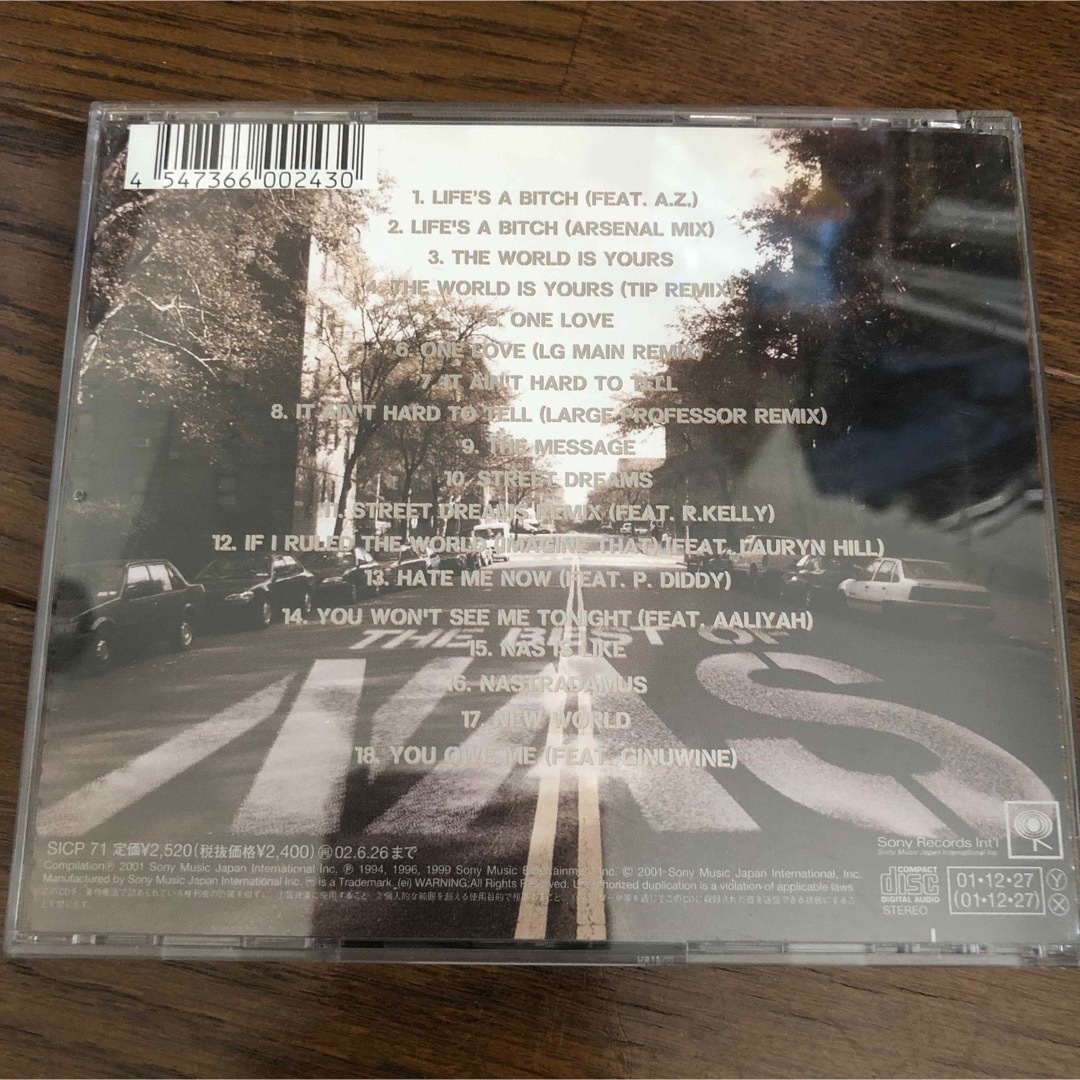 4 547366 002430
1. LIFE'S A BITCH (FEAT. A.Z.)
2. LIFE'S A BITCH (ARSENAL MIX)
3. THE WORLD IS YOURS
4. THE WORLD IS YOURS (TIP REMIX)
5. ONE LOVE
6. ONE LOVE (LG MAIN REMIX)
7. IT AIN'T HARD TO TELL
8. IT AIN'T HARD TO TELL (LARGE PROFESSOR REMIX)
9. THE MESSAGE
10. STREET DREAMS
11. STREET DREAMS REMIX (FEAT. R.KELLY)
12. IF I RULED THE WORLD (IMAGINE THAT) (FEAT. LAURYN HILL)
13. HATE ME NOW (FEAT. P. DIDDY)
14. YOU WON'T SEE ME TONIGHT (FEAT. AALIYAH)
THE BEST OF
15. NAS IS LIKE
16. NASTRADAMUS
NAS
17. NEW WORLD
18. YOU OWE ME (FEAT. GINUWINE)
SICP 71 定価¥2,520(税抜価格¥2,400) 再 02.6.26まで
Compilation Ⓟ 2001 Sony Music Japan International Inc. Ⓟ 1994, 1996, 1999 Sony Music Entertainment Inc. © 2001 Sony Music Japan International, Inc.
Manufactured by Sony Music Japan International Inc. is a Trademark. (ei) WARNING: All Rights Reserved. Unauthorized duplication is a violation of applicable laws
Sony Records Int'l
Sony Music Japan International Inc.
COMPACT
disc
DIGITAL AUDIO
STEREO
01・12・27
(01・12・27)
Y
X